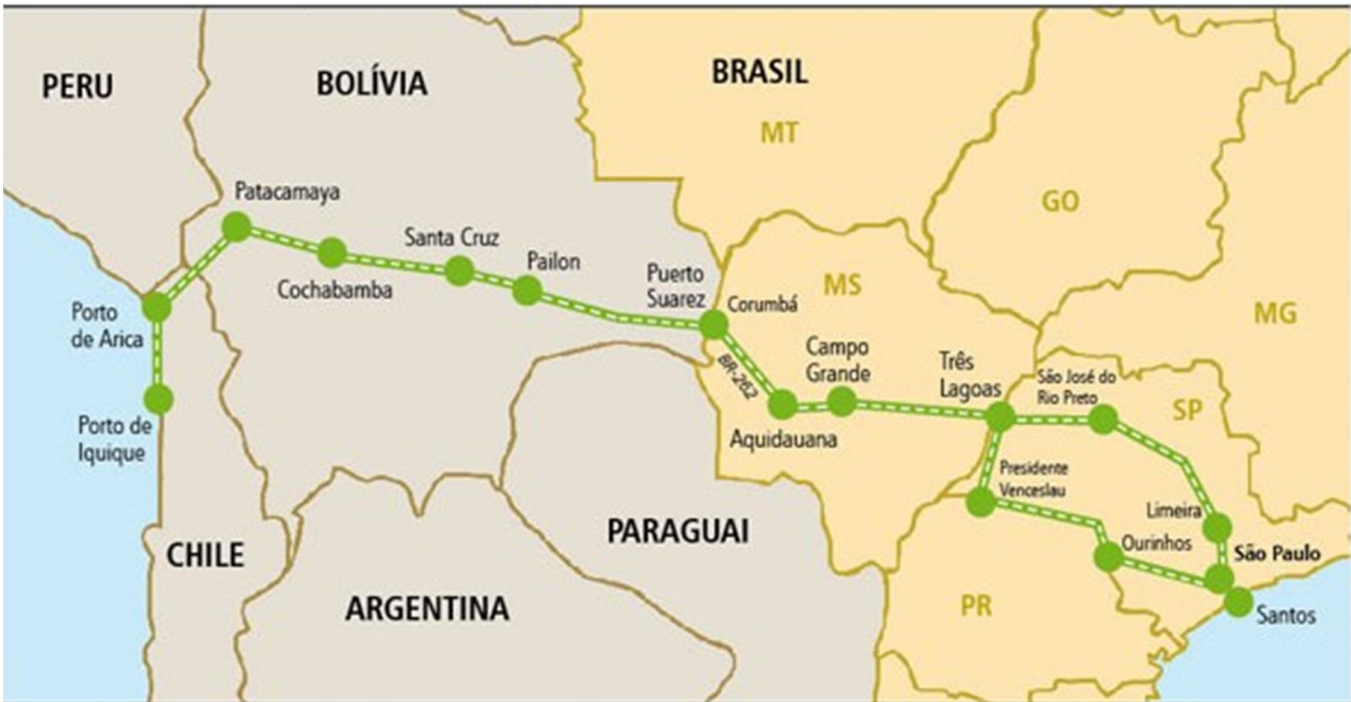 PERU
BOLÍVIA
BRASIL
MT
Patacamaya
GO
Santa Cruz
Pailon
Cochabamba
Puerto
Suarez
Corumbá
MS
MG
Porto
de Arica
BR-262
Campo
Grande
Três
Lagoas
São José do
Rio Preto
SP
Porto de
Iquique
Aquidauana
Presidente
Venceslau
Limeira
PARAGUAI
Ourinhos
São Paulo
CHILE
ARGENTINA
PR
Santos